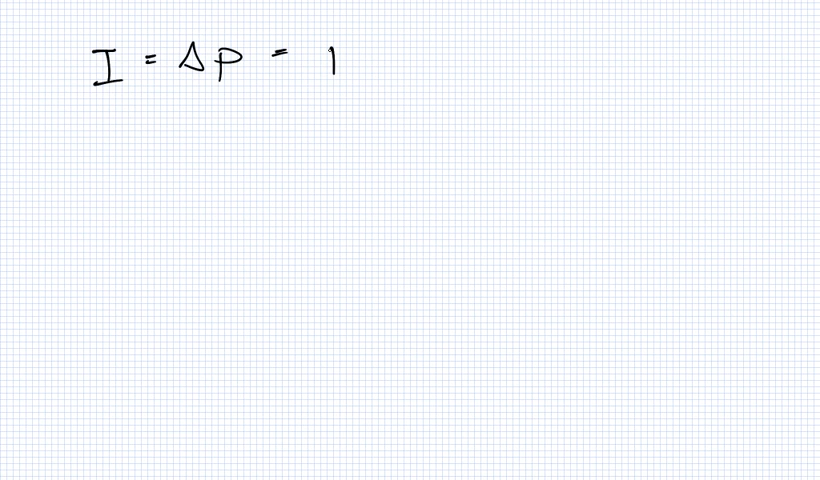 I = ΔP = 1